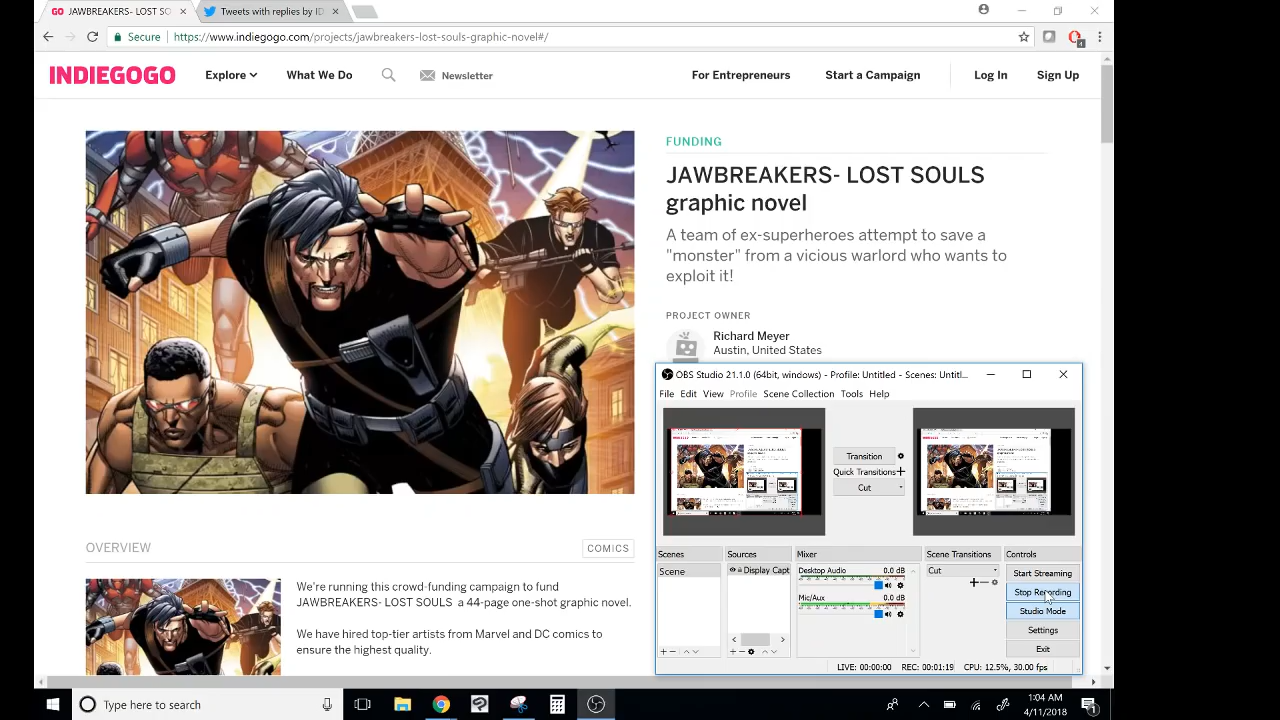 GO JAWBREAKERS- LOST SO
Tweets with replies by ID
Secure
https://www.indiegogo.com/projects/jawbreakers-lost-souls-graphic-novel#/
4
INDIEGOGO
Explore
What We Do
Newsletter
For Entrepreneurs
Start a Campaign
Log In
Sign Up
FUNDING
JAWBREAKERS- LOST SOULS
graphic novel
A team of ex-superheroes attempt to save a
"monster" from a vicious warlord who wants to
exploit it!
PROJECT OWNER
Richard Meyer
Austin, United States
OVERVIEW
COMICS
We're running this crowd-funding campaign to fund
JAWBREAKERS- LOST SOULS a 44-page one-shot graphic novel.
We have hired top-tier artists from Marvel and DC comics to
ensure the highest quality.
OBS Studio 21.1.0 (64bit, windows) - Profile: Untitled - Scenes: Untitl...
File Edit View Profile Scene Collection Tools Help
Transition
Quick Transitions
Cut
Scenes
Sources
Mixer
Scene Transitions
Controls
Scene
Display Capt
Desktop Audio 0.0 dB
Mic/Aux 0.0 dB
Cut
Start Streaming
Stop Recording
Studio Mode
Settings
Exit
LIVE: 00:00:00 REC: 00:01:19 CPU: 12.5%, 30.00 fps
Type here to search
1:04 AM
4/11/2018
1